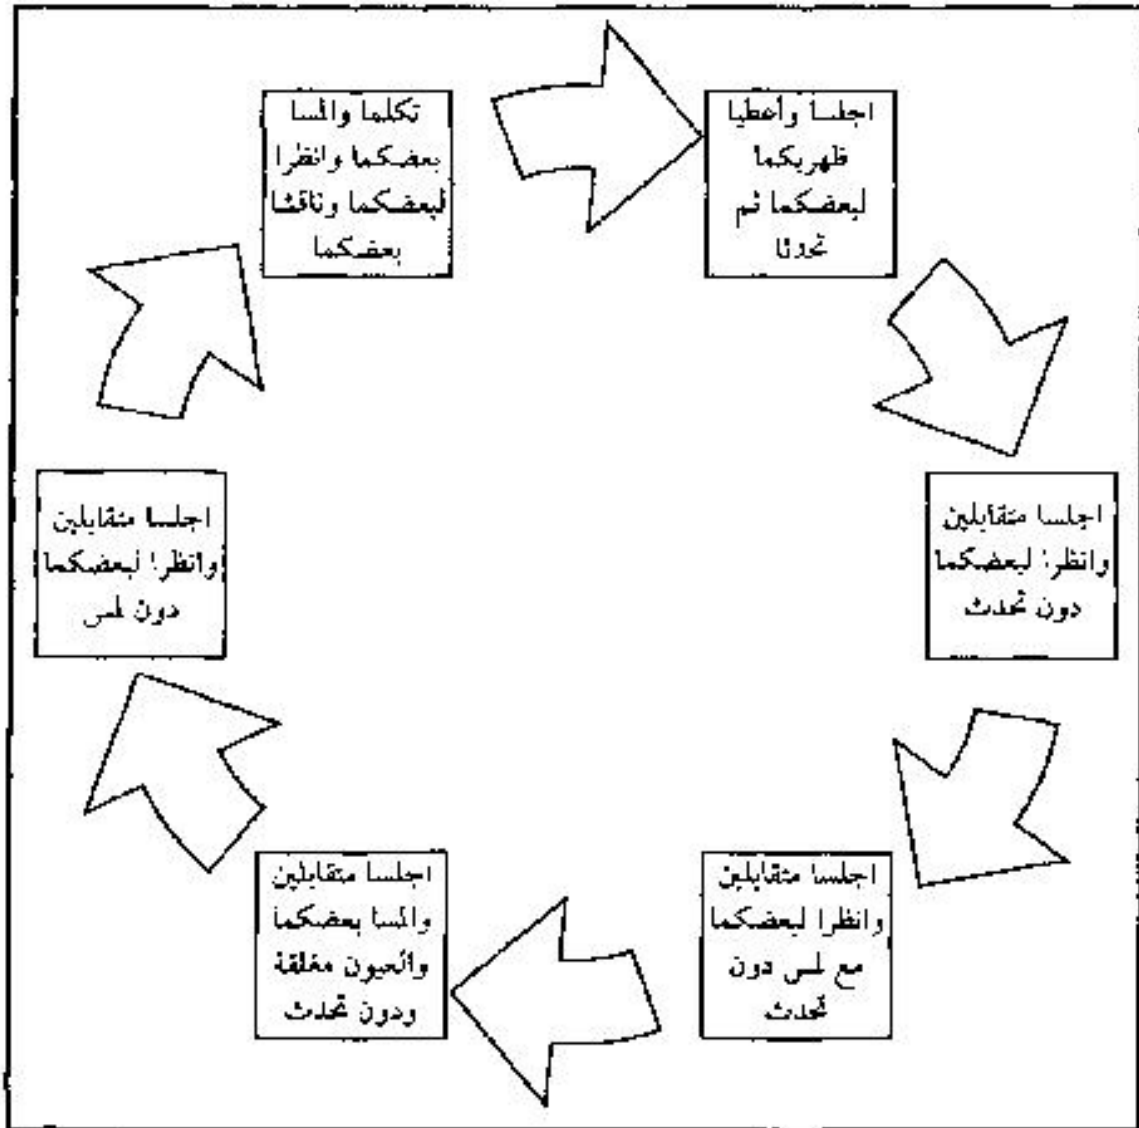 تكلما والمسا
بعضكما وانظرا
لبعضكما وناقشا
بعضكما
اجلسا وأعطيا
ظهريكما
لبعضكما ثم
تحدثا
اجلسا متقابلين
وانظرا لبعضكما
دون تحدث
اجلسا متقابلين
وانظرا لبعضكما
مع لمس دون
تحدث
اجلسا متقابلين
والمسا بعضكما
والعيون مغلقة
ودون تحدث
اجلسا متقابلين
وانظرا لبعضكما
دون لمس